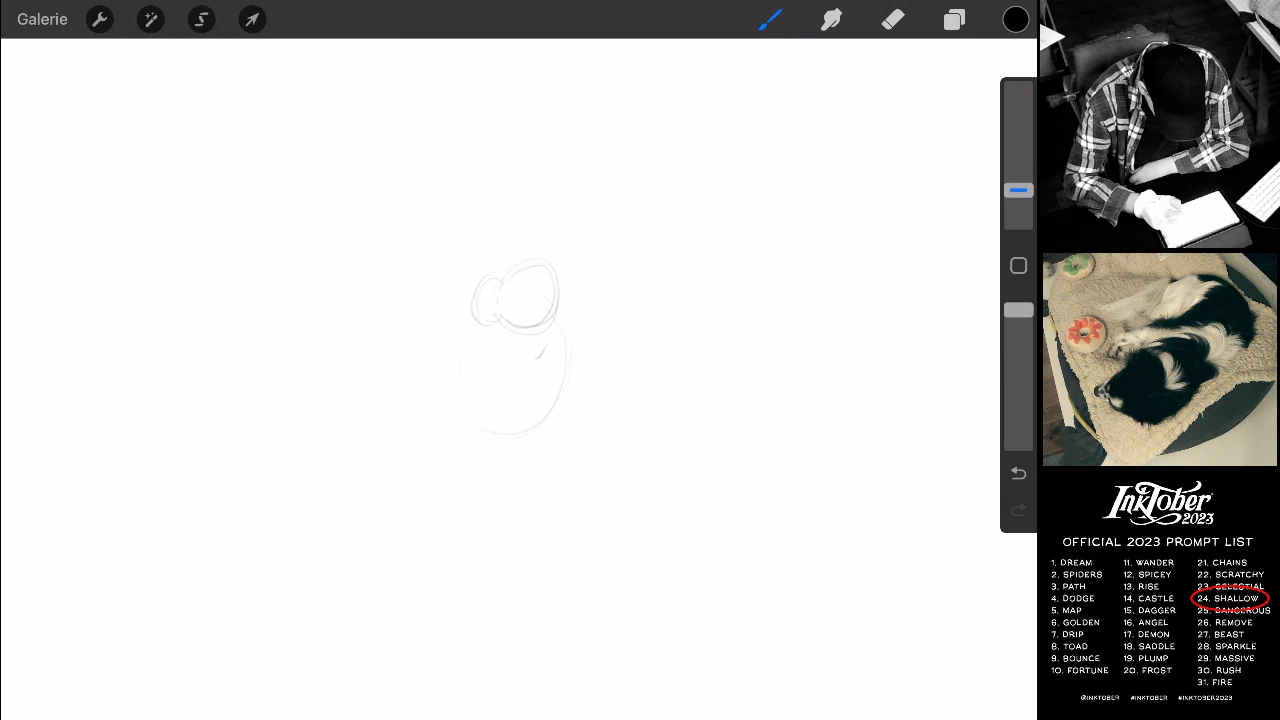 Galerie
InkTober
2023
OFFICIAL 2023 PROMPT LIST
1. DREAM
2. SPIDERS
3. PATH
4. DODGE
5. MAP
6. GOLDEN
7. DRIP
8. TOAD
9. BOUNCE
10. FORTUNE
11. WANDER
12. SPICEY
13. RISE
14. CASTLE
15. DAGGER
16. ANGEL
17. DEMON
18. SADDLE
19. PLUMP
20. FROST
21. CHAINS
22. SCRATCHY
23. CELESTIAL
24. SHALLOW
25. DANGEROUS
26. REMOVE
27. BEAST
28. SPARKLE
29. MASSIVE
30. RUSH
31. FIRE
@INKTOBER #INKTOBER #INKTOBER2023